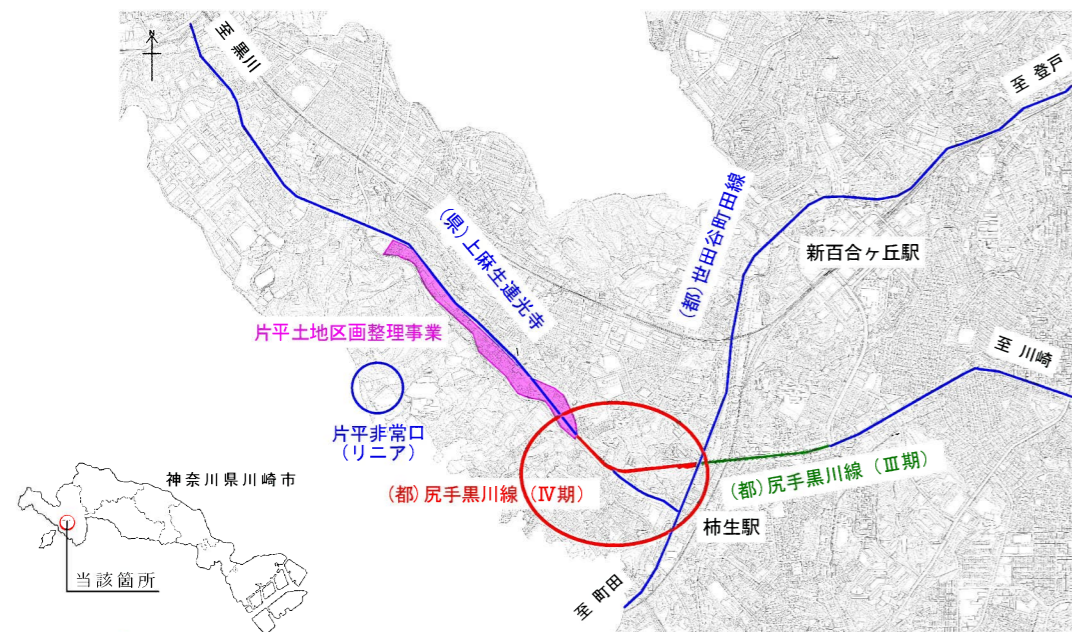 N
至 黒川
至 登戸
(都)世田谷町田線
(県)上麻生連光寺
新百合ヶ丘駅
片平土地区画整理事業
至 川崎
片平非常口
(リニア)
(都)尻手黒川線(Ⅲ期)
(都)尻手黒川線(Ⅳ期)
神奈川県川崎市
柿生駅
当該箇所
至 町田